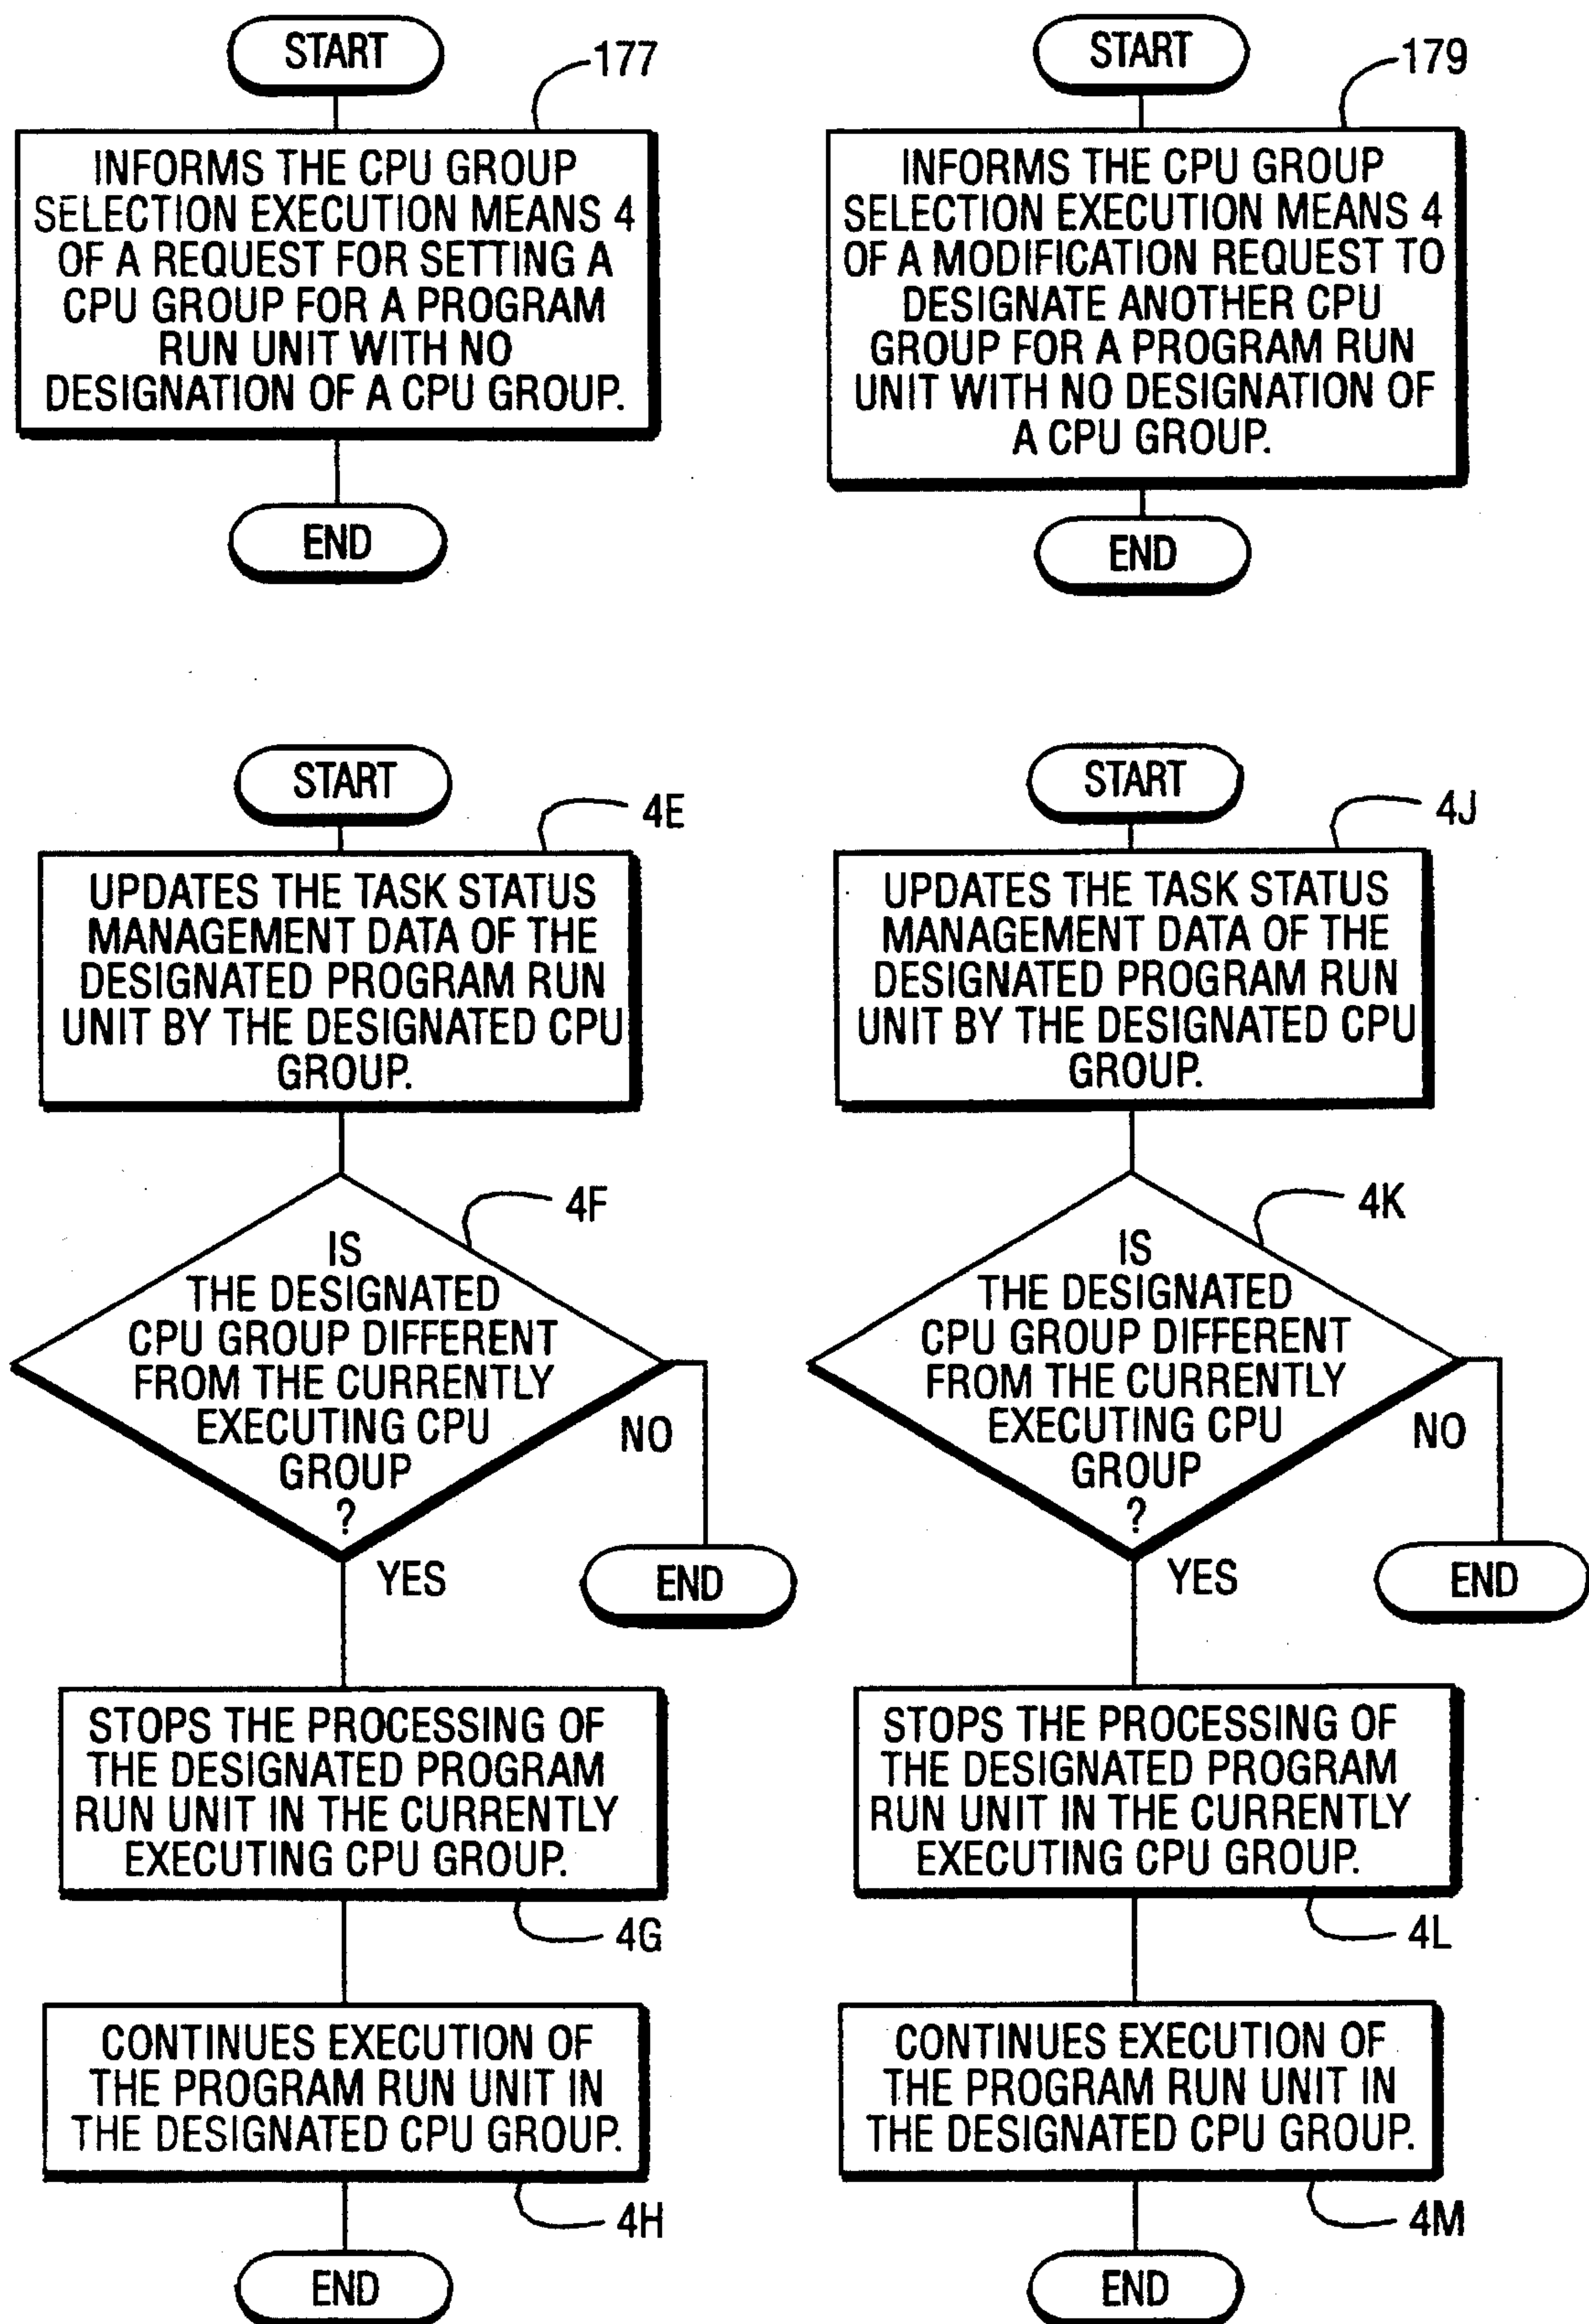 START
177
INFORMS THE CPU GROUP
SELECTION EXECUTION MEANS 4
OF A REQUEST FOR SETTING A
CPU GROUP FOR A PROGRAM
RUN UNIT WITH NO
DESIGNATION OF A CPU GROUP.
END
START
179
INFORMS THE CPU GROUP
SELECTION EXECUTION MEANS 4
OF A MODIFICATION REQUEST TO
DESIGNATE ANOTHER CPU
GROUP FOR A PROGRAM RUN
UNIT WITH NO DESIGNATION OF
A CPU GROUP.
END
START
4E
UPDATES THE TASK STATUS
MANAGEMENT DATA OF THE
DESIGNATED PROGRAM RUN
UNIT BY THE DESIGNATED CPU
GROUP.
4F
IS
THE DESIGNATED
CPU GROUP DIFFERENT
FROM THE CURRENTLY
EXECUTING CPU
GROUP
?
NO
END
YES
STOPS THE PROCESSING OF
THE DESIGNATED PROGRAM
RUN UNIT IN THE CURRENTLY
EXECUTING CPU GROUP.
4G
CONTINUES EXECUTION OF
THE PROGRAM RUN UNIT IN
THE DESIGNATED CPU GROUP.
4H
END
START
4J
UPDATES THE TASK STATUS
MANAGEMENT DATA OF THE
DESIGNATED PROGRAM RUN
UNIT BY THE DESIGNATED CPU
GROUP.
4K
IS
THE DESIGNATED
CPU GROUP DIFFERENT
FROM THE CURRENTLY
EXECUTING CPU
GROUP
?
NO
END
YES
STOPS THE PROCESSING OF
THE DESIGNATED PROGRAM
RUN UNIT IN THE CURRENTLY
EXECUTING CPU GROUP.
4L
CONTINUES EXECUTION OF
THE PROGRAM RUN UNIT IN
THE DESIGNATED CPU GROUP.
4M
END